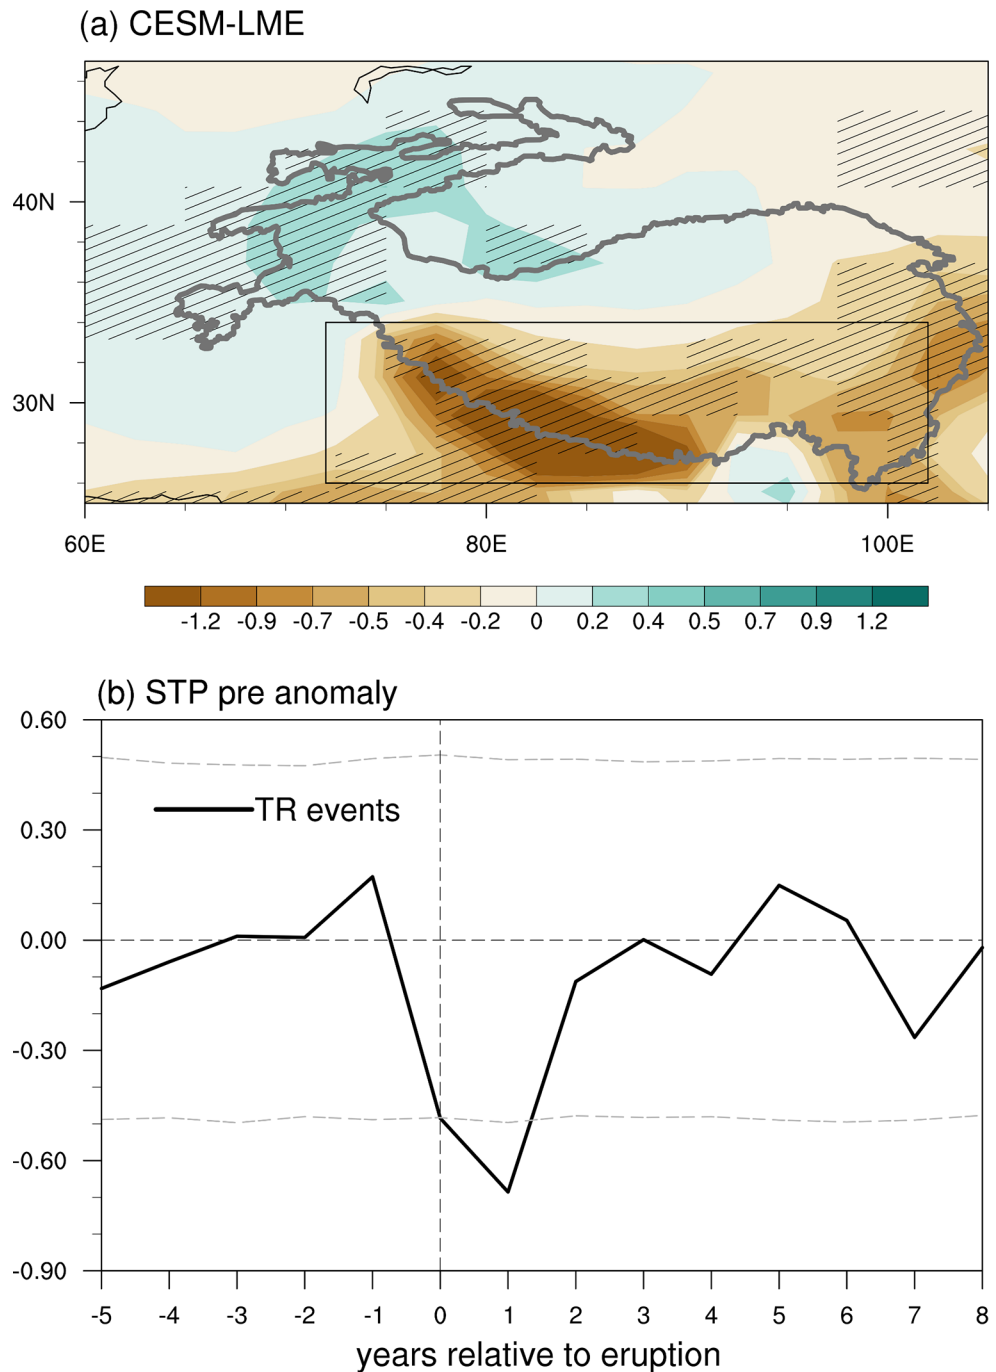 (a) CESM-LME
40N
30N
60E 80E 100E
-1.2 -0.9 -0.7 -0.5 -0.4 -0.2 0 0.2 0.4 0.5 0.7 0.9 1.2
(b) STP pre anomaly
0.60
TR events
0.30
0.00
-0.30
-0.60
-0.90
-5 -4 -3 -2 -1 0 1 2 3 4 5 6 7 8
years relative to eruption